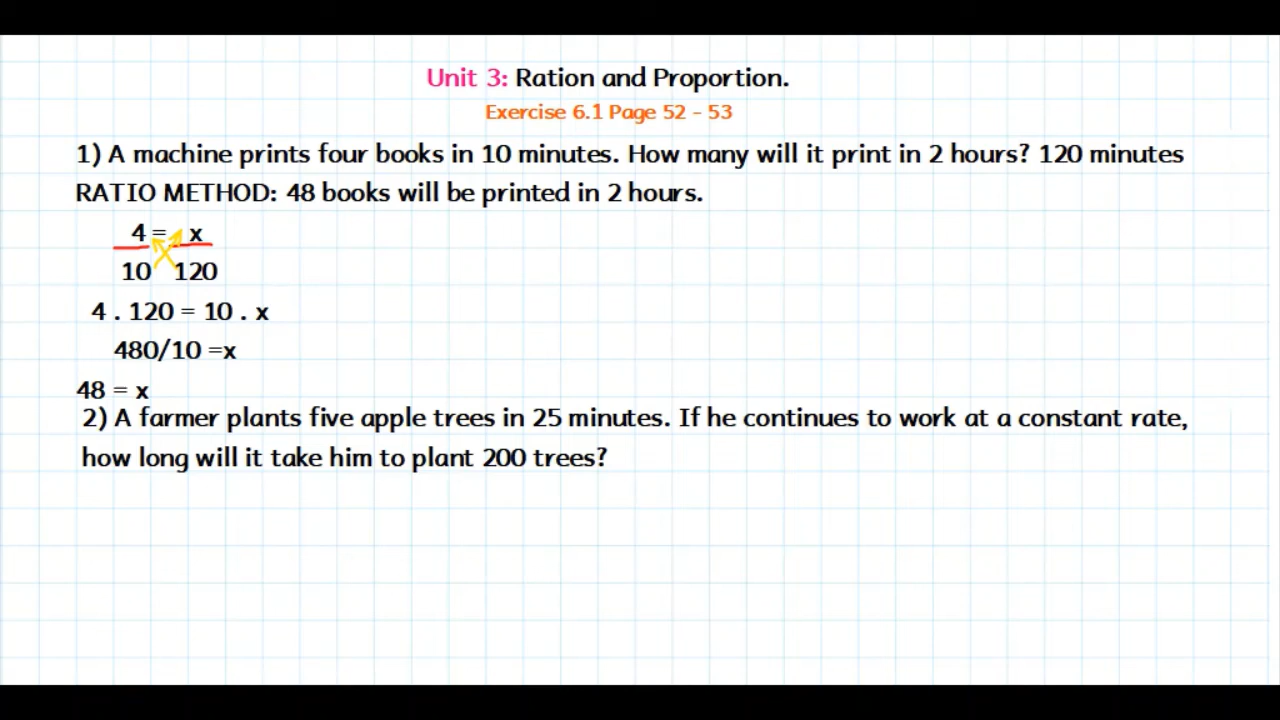 Unit 3: Ration and Proportion.
Exercise 6.1 Page 52 - 53
1) A machine prints four books in 10 minutes. How many will it print in 2 hours? 120 minutes
RATIO METHOD: 48 books will be printed in 2 hours.
4 = x
10 120
4 . 120 = 10 . x
480/10 =x
48 = x
2) A farmer plants five apple trees in 25 minutes. If he continues to work at a constant rate,
how long will it take him to plant 200 trees?